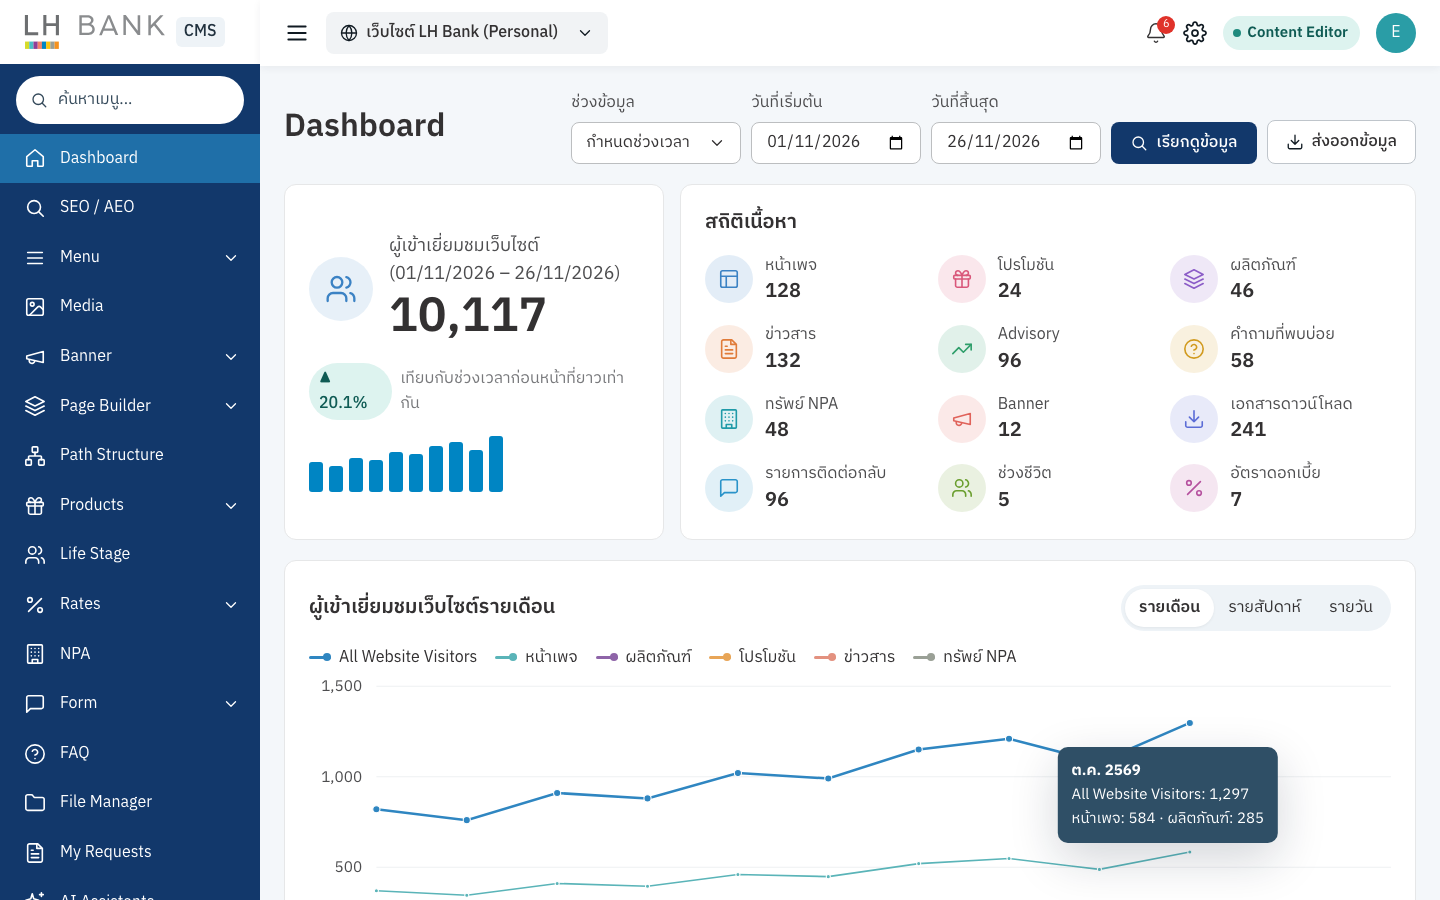 LH BANK CMS
เว็บไซต์ LH Bank (Personal)
6
Content Editor
E
ค้นหาเมนู...
Dashboard
SEO / AEO
Menu
Media
Banner
Page Builder
Path Structure
Products
Life Stage
Rates
NPA
Form
FAQ
File Manager
My Requests
Dashboard
ช่วงข้อมูล
กำหนดช่วงเวลา
วันที่เริ่มต้น
01/11/2026
วันที่สิ้นสุด
26/11/2026
เรียกดูข้อมูล
ส่งออกข้อมูล
ผู้เข้าเยี่ยมชมเว็บไซต์
(01/11/2026 – 26/11/2026)
10,117
▲
20.1%
เทียบกับช่วงเวลาก่อนหน้าที่ยาวเท่า
กัน
สถิติเนื้อหา
หน้าเพจ
128
โปรโมชัน
24
ผลิตภัณฑ์
46
ข่าวสาร
132
Advisory
96
คำถามที่พบบ่อย
58
ทรัพย์ NPA
48
Banner
12
เอกสารดาวน์โหลด
241
รายการติดต่อกลับ
96
ช่วงชีวิต
5
อัตราดอกเบี้ย
7
ผู้เข้าเยี่ยมชมเว็บไซต์รายเดือน
รายเดือน รายสัปดาห์ รายวัน
All Website Visitors หน้าเพจ ผลิตภัณฑ์ โปรโมชัน ข่าวสาร ทรัพย์ NPA
1,500
1,000
500
ต.ค. 2569
All Website Visitors: 1,297
หน้าเพจ: 584 · ผลิตภัณฑ์: 285